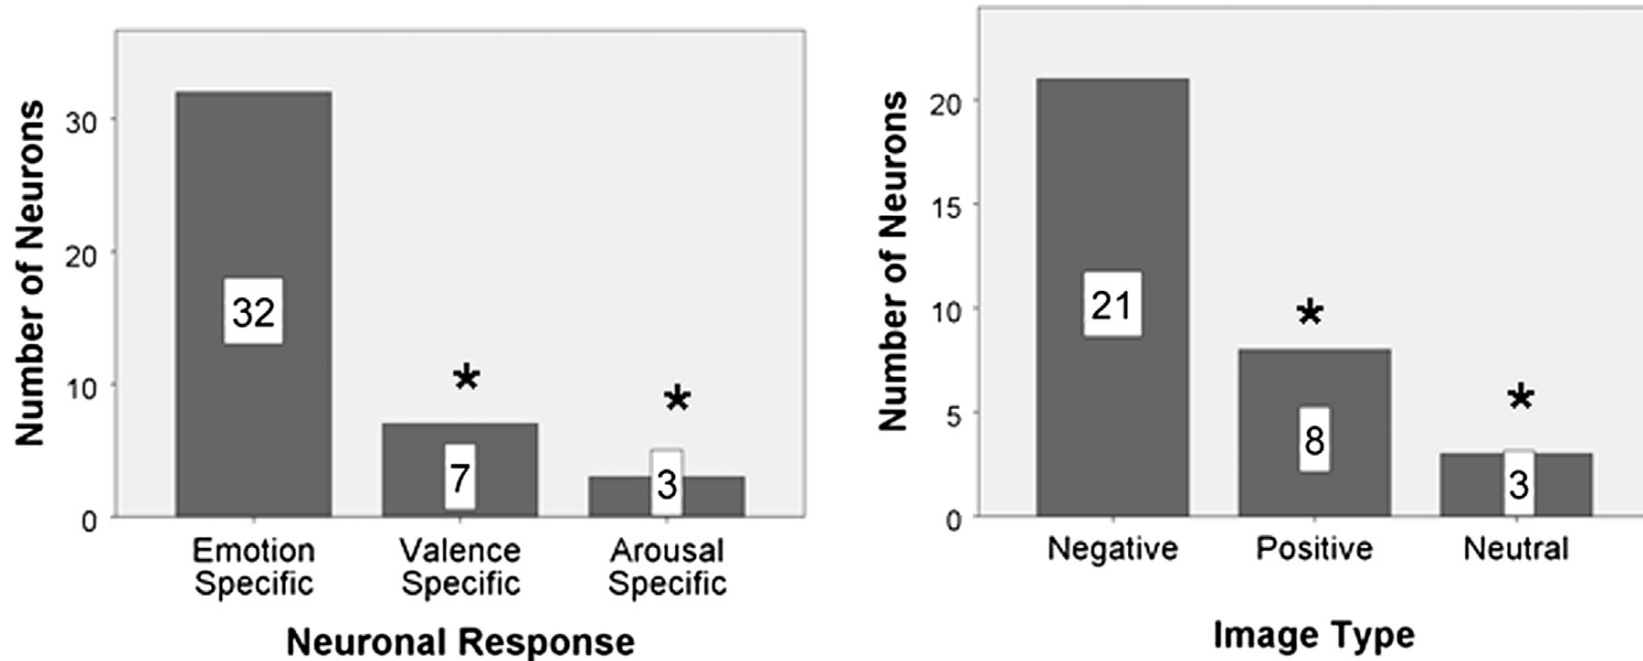 Number of Neurons
30
20
10
0
32
*
7
*
3
Emotion Specific
Valence Specific
Arousal Specific
Neuronal Response
Number of Neurons
20
15
10
5
0
21
*
8
*
3
Negative
Positive
Neutral
Image Type